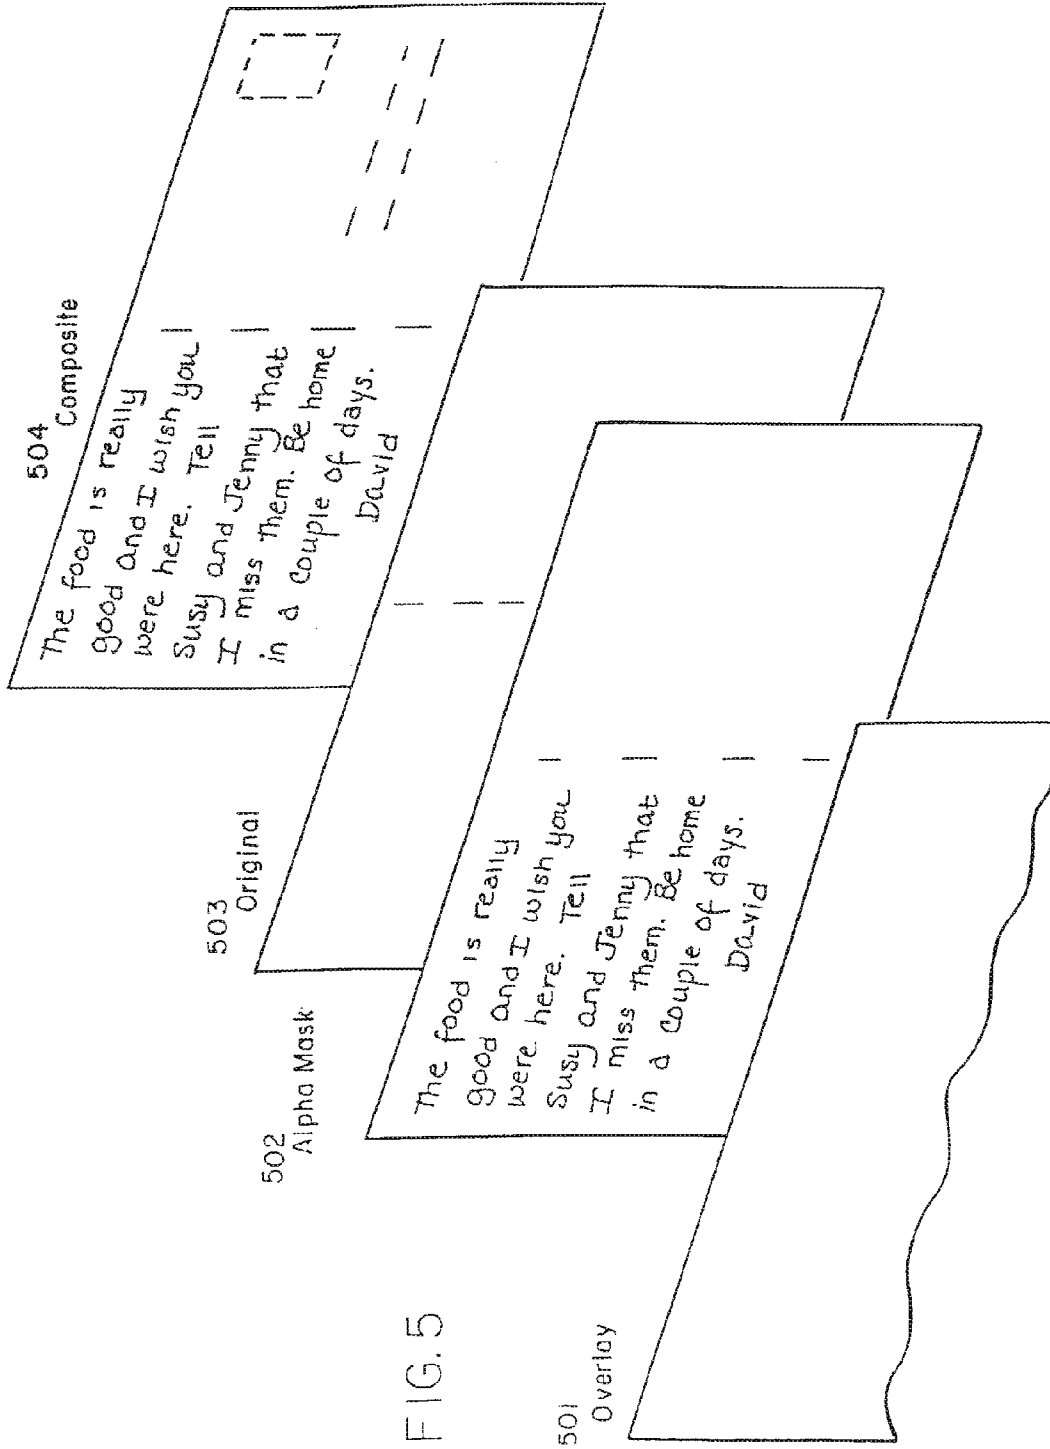 504
Composite
The food is really
good and I wish you
were here. Tell
Susy and Jenny that
I miss them. Be home
in a couple of days.
David
503
Original
502
Alpha Mask
The food is really
good and I wish you
were here. Tell
Susy and Jenny that
I miss them. Be home
in a couple of days.
David
FIG. 5
501
Overlay